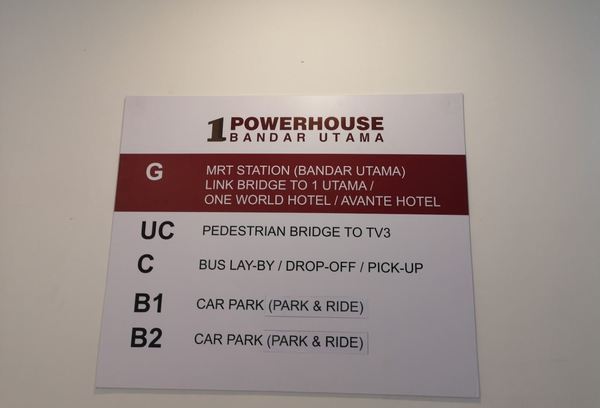 1 POWERHOUSE
BANDAR UTAMA
G MRT STATION (BANDAR UTAMA)
LINK BRIDGE TO 1 UTAMA /
ONE WORLD HOTEL / AVANTE HOTEL
UC PEDESTRIAN BRIDGE TO TV3
C BUS LAY-BY / DROP-OFF / PICK-UP
B1 CAR PARK (PARK & RIDE)
B2 CAR PARK (PARK & RIDE)